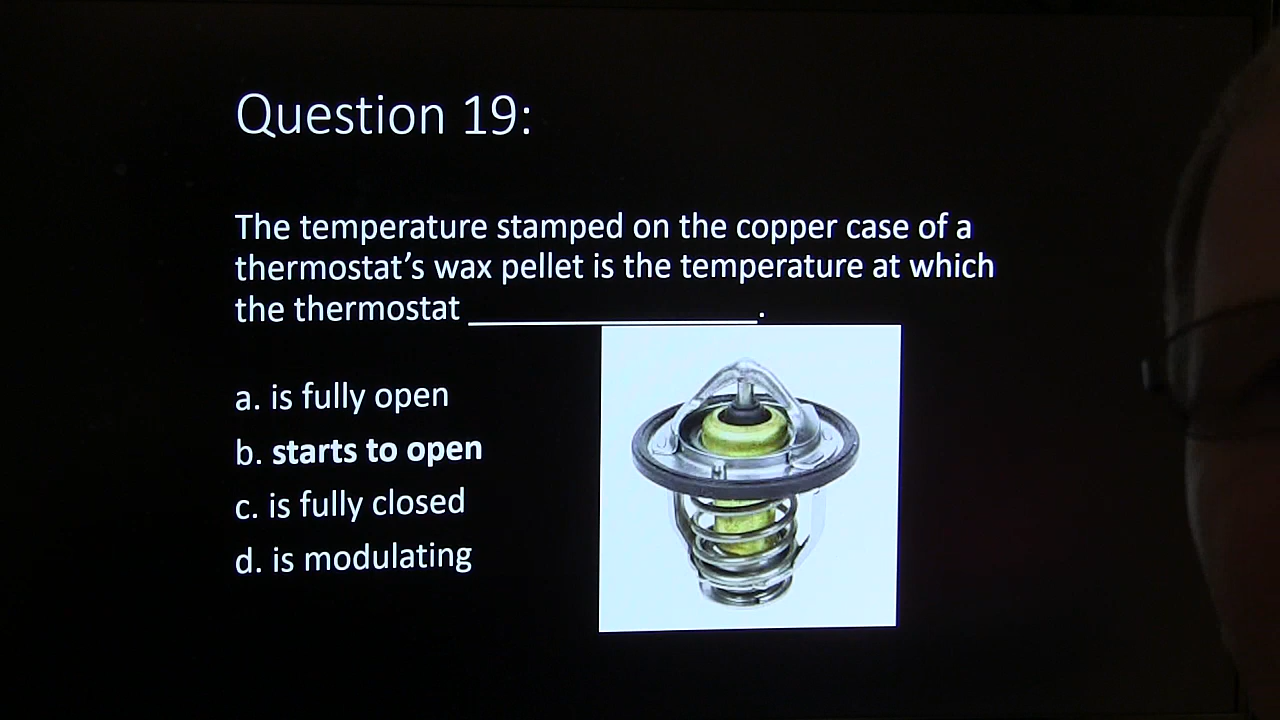 Question 19:
The temperature stamped on the copper case of a
thermostat’s wax pellet is the temperature at which
the thermostat ________________.
a. is fully open
b. starts to open
c. is fully closed
d. is modulating